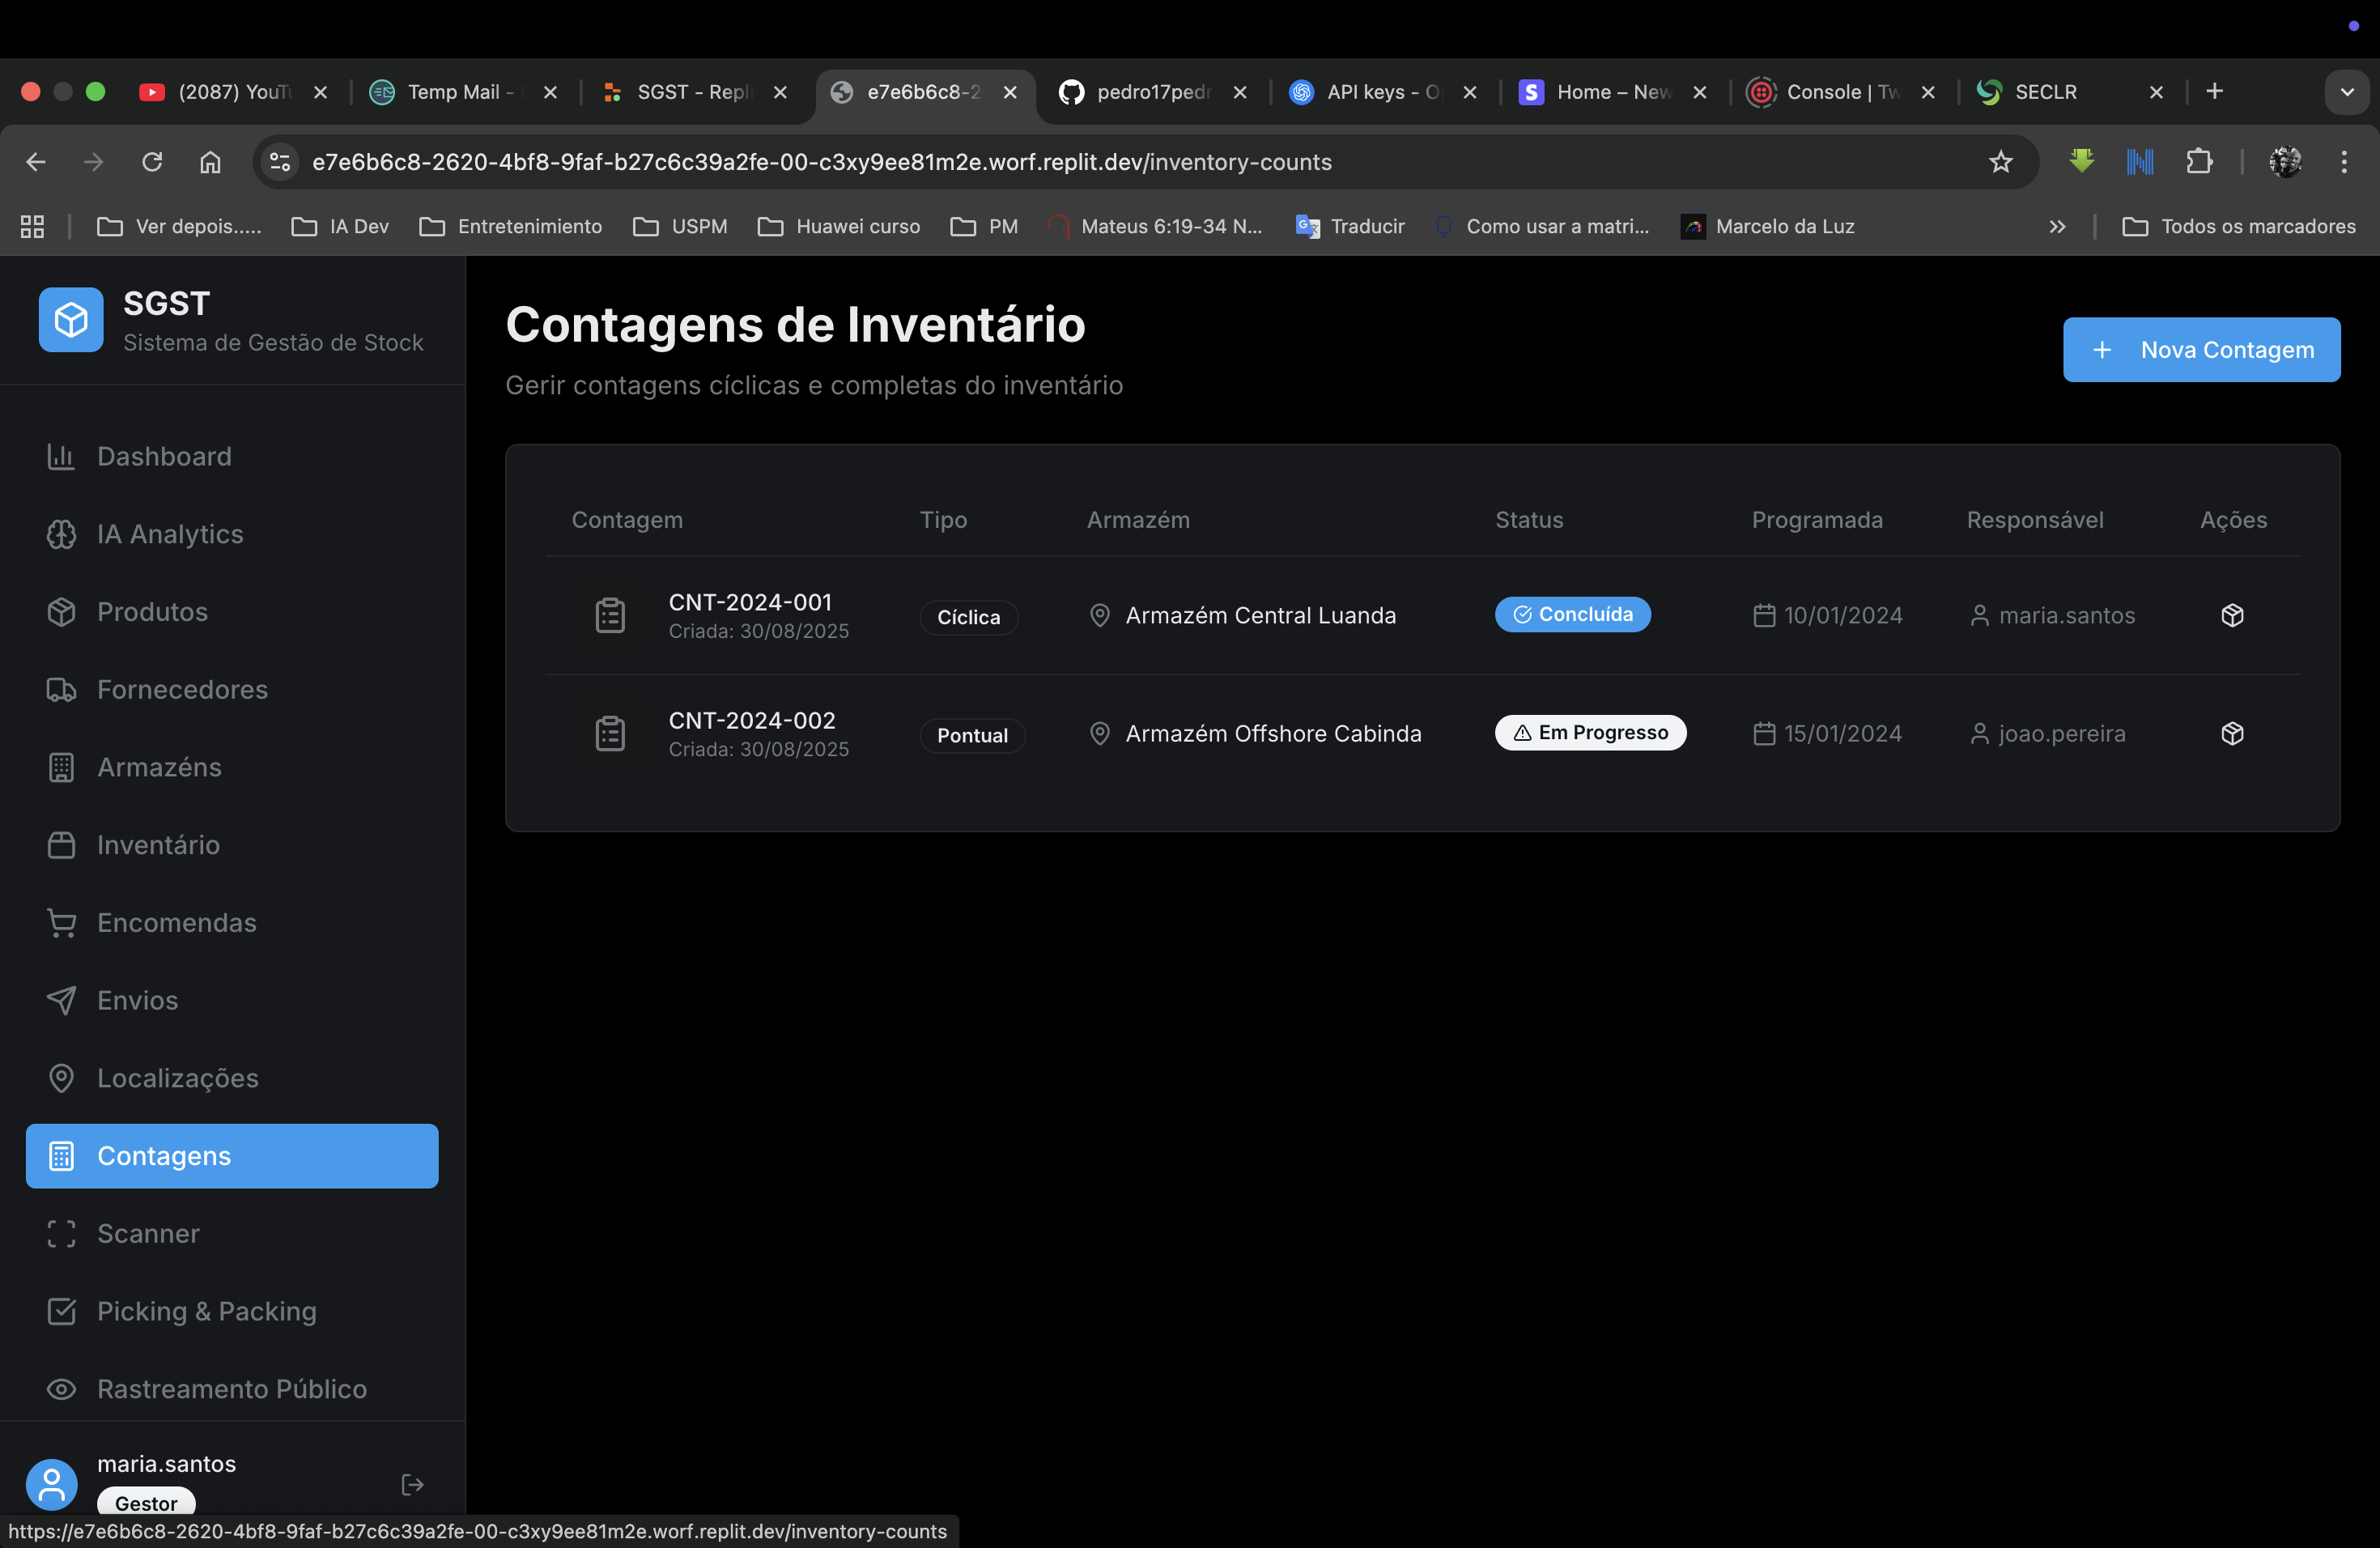 (2087) YouTu
Temp Mail -
SGST - Repli
e7e6b6c8-2
pedro17pedr
API keys - O
Home – New
Console | Tw
SECLR
e7e6b6c8-2620-4bf8-9faf-b27c6c39a2fe-00-c3xy9ee81m2e.worf.replit.dev/inventory-counts
Ver depois.....
IA Dev
Entretenimiento
USPM
Huawei curso
PM
Mateus 6:19-34 N...
Traducir
Como usar a matri...
Marcelo da Luz
Todos os marcadores
SGST
Sistema de Gestão de Stock
Dashboard
IA Analytics
Produtos
Fornecedores
Armazéns
Inventário
Encomendas
Envios
Localizações
Contagens
Scanner
Picking & Packing
Rastreamento Público
maria.santos
Gestor
Contagens de Inventário
Gerir contagens cíclicas e completas do inventário
Nova Contagem
Contagem Tipo Armazém Status Programada Responsável Ações
CNT-2024-001
Criada: 30/08/2025
Cíclica
Armazém Central Luanda
Concluída
10/01/2024
maria.santos
CNT-2024-002
Criada: 30/08/2025
Pontual
Armazém Offshore Cabinda
Em Progresso
15/01/2024
joao.pereira
https://e7e6b6c8-2620-4bf8-9faf-b27c6c39a2fe-00-c3xy9ee81m2e.worf.replit.dev/inventory-counts